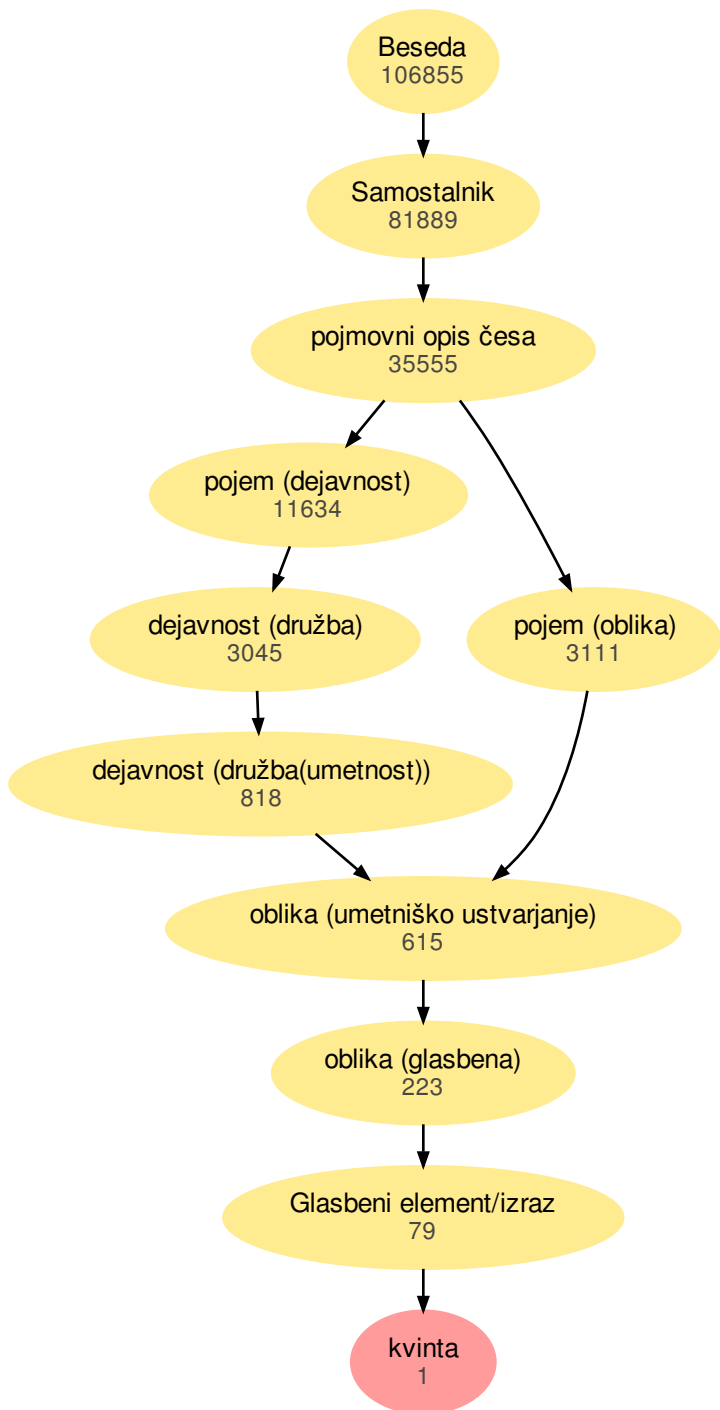 Beseda
106855
Samostalnik
81889
pojmovni opis česa
35555
pojem (dejavnost)
11634
dejavnost (družba)
3045
pojem (oblika)
3111
dejavnost (družba(umetnost))
818
oblika (umetniško ustvarjanje)
615
oblika (glasbena)
223
Glasbeni element/izraz
79
kvinta
1